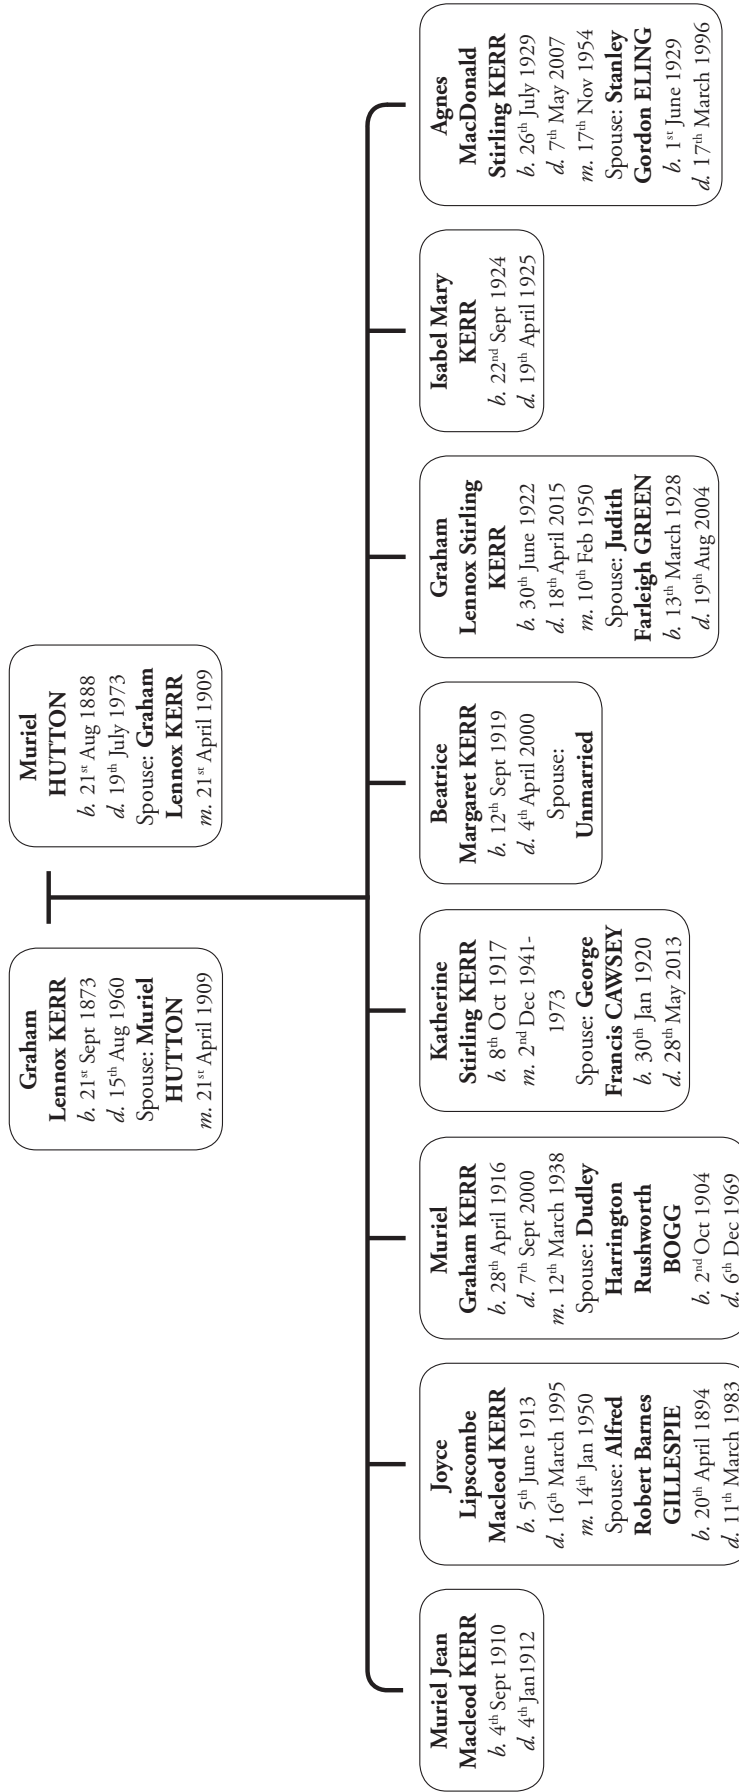 Graham
Lennox KERR
b. 21st Sept 1873
d. 15th Aug 1960
Spouse: Muriel
HUTTON
m. 21st April 1909
Muriel
HUTTON
b. 21st Aug 1888
d. 19th July 1973
Spouse: Graham
Lennox KERR
m. 21st April 1909
Muriel Jean
Macleod KERR
b. 4th Sept 1910
d. 4th Jan1912
Joyce
Lipscombe
Macleod KERR
b. 5th June 1913
d. 16th March 1995
m. 14th Jan 1950
Spouse: Alfred
Robert Barnes
GILLESPIE
b. 20th April 1894
d. 11th March 1983
Muriel
Graham KERR
b. 28th April 1916
d. 7th Sept 2000
m. 12th March 1938
Spouse: Dudley
Harrington
Rushworth
BOGG
b. 2nd Oct 1904
d. 6th Dec 1969
Katherine
Stirling KERR
b. 8th Oct 1917
m. 2nd Dec 1941-
1973
Spouse: George
Francis CAWSEY
b. 30th Jan 1920
d. 28th May 2013
Beatrice
Margaret KERR
b. 12th Sept 1919
d. 4th April 2000
Spouse:
Unmarried
Graham
Lennox Stirling
KERR
b. 30th June 1922
d. 18th April 2015
m. 10th Feb 1950
Spouse: Judith
Farleigh GREEN
b. 13th March 1928
d. 19th Aug 2004
Isabel Mary
KERR
b. 22nd Sept 1924
d. 19th April 1925
Agnes
MacDonald
Stirling KERR
b. 26th July 1929
d. 7th May 2007
m. 17th Nov 1954
Spouse: Stanley
Gordon ELING
b. 1st June 1929
d. 17th March 1996